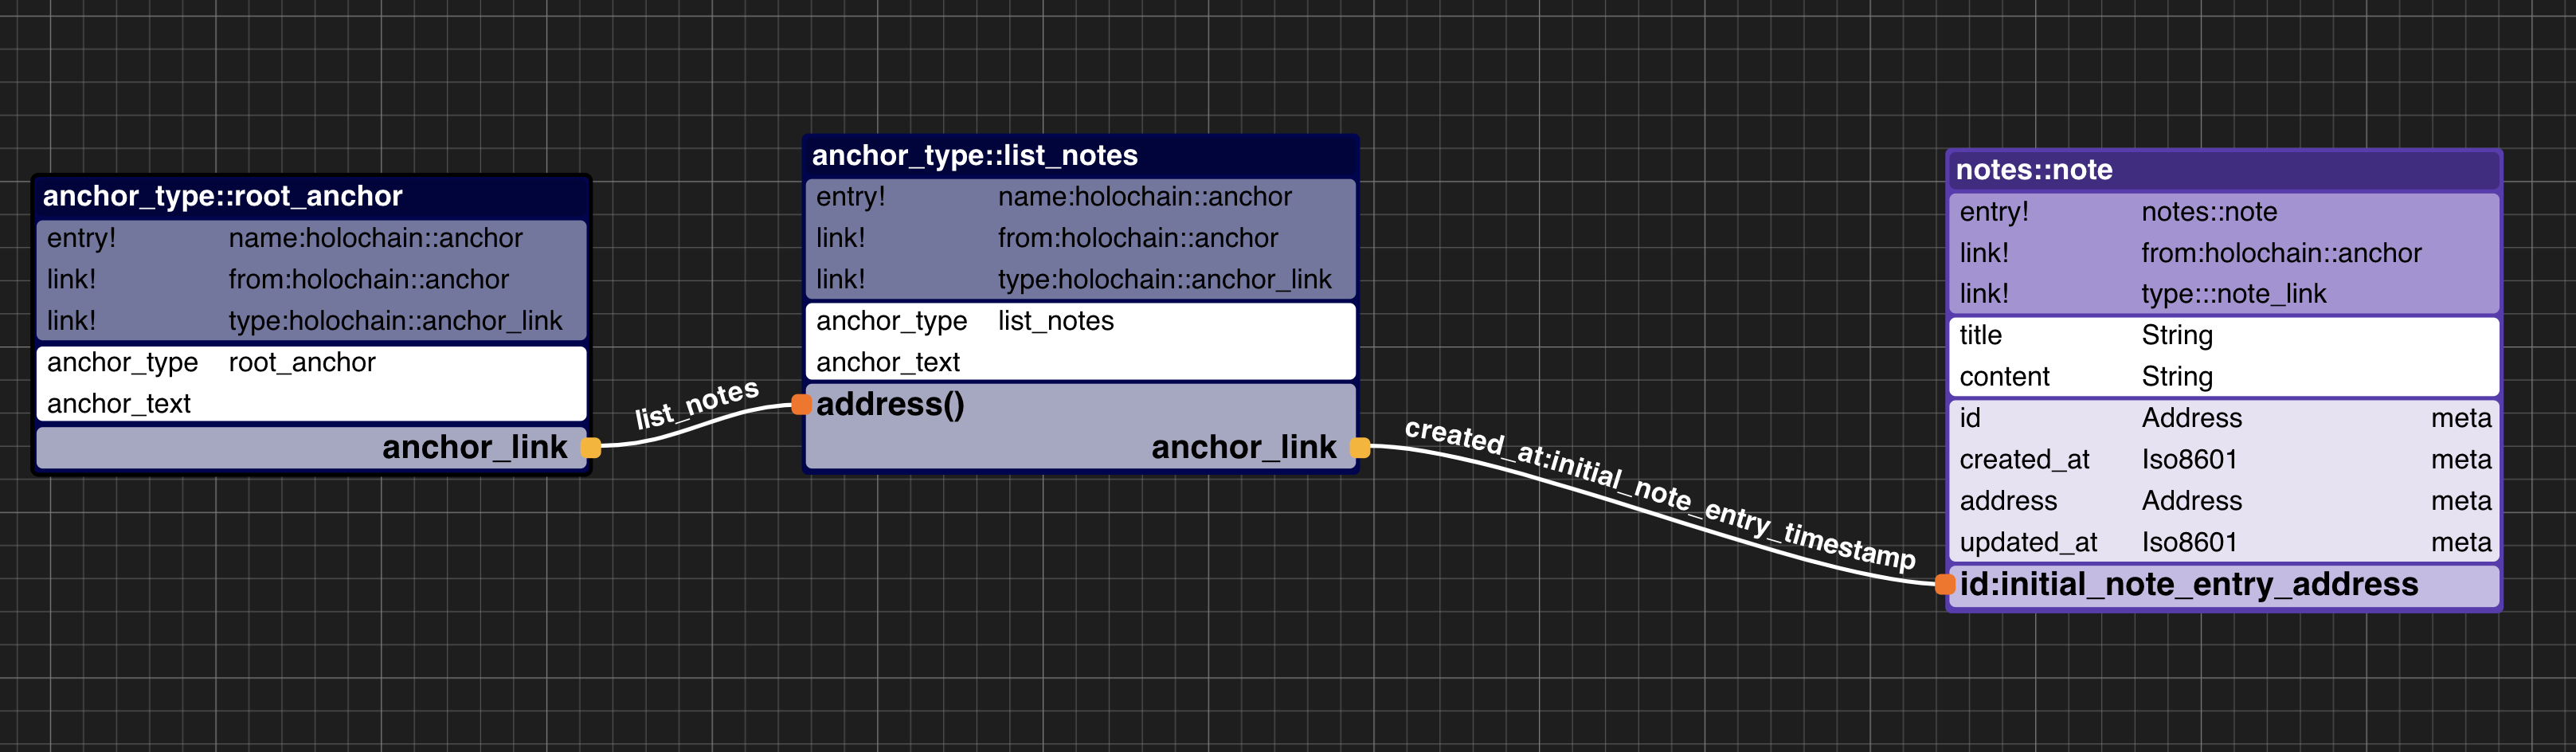 anchor_type::root_anchor
entry! name:holochain::anchor
link! from:holochain::anchor
link! type:holochain::anchor_link
anchor_type root_anchor
anchor_text
anchor_link
list_notes
anchor_type::list_notes
entry! name:holochain::anchor
link! from:holochain::anchor
link! type:holochain::anchor_link
anchor_type list_notes
anchor_text
address()
anchor_link
created_at:initial_note_entry_timestamp
notes::note
entry! notes::note
link! from:holochain::anchor
link! type:::note_link
title String
content String
id Address meta
created_at Iso8601 meta
address Address meta
updated_at Iso8601 meta
id:initial_note_entry_address